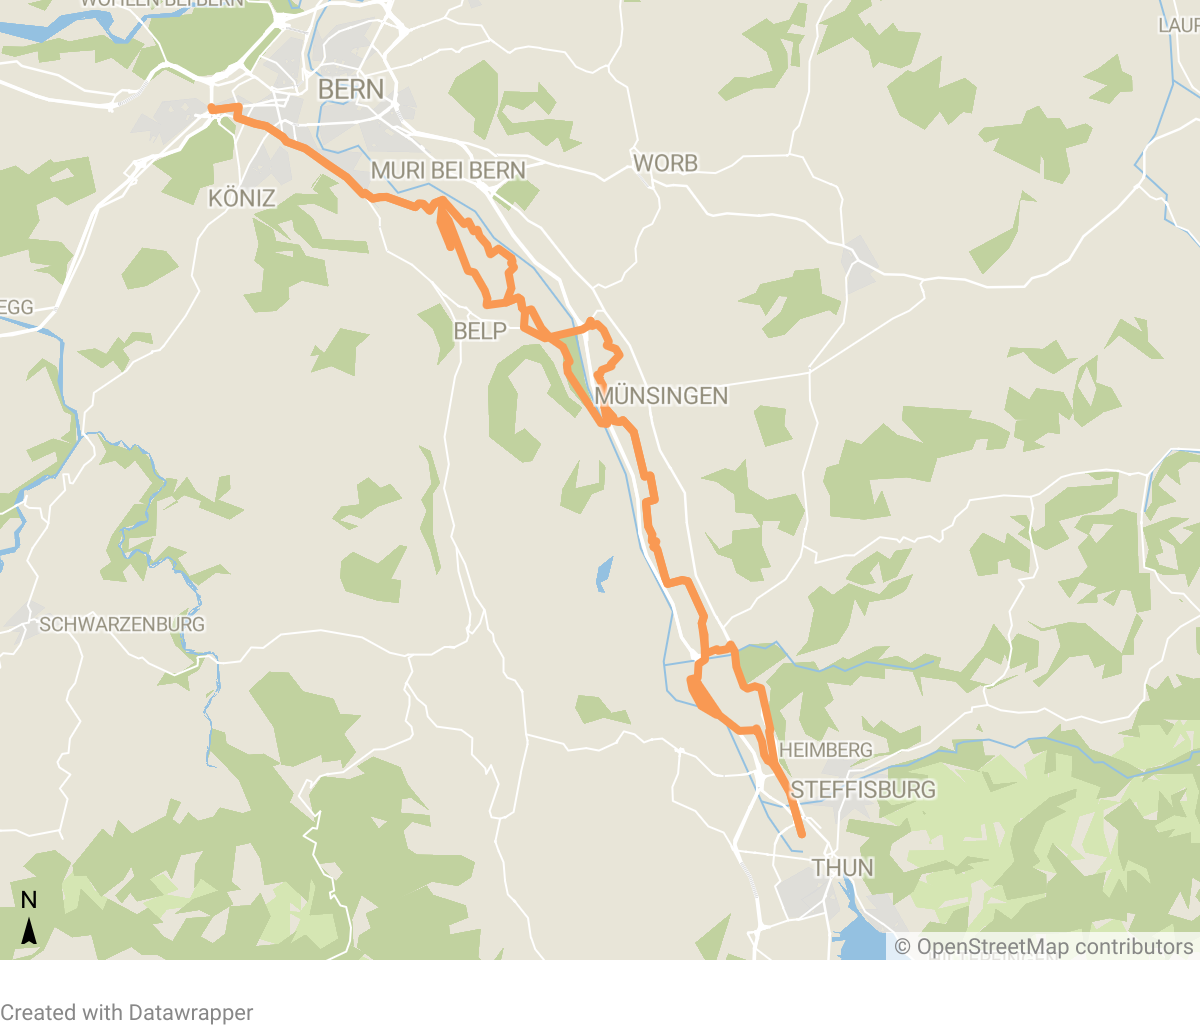 WOHLEN BEI BERN
LAUP
BERN
MURI BEI BERN
WORB
KÖNIZ
EGG
BELP
MÜNSINGEN
SCHWARZENBURG
HEIMBERG
STEFFISBURG
THUN
N
© OpenStreetMap contributors
Created with Datawrapper